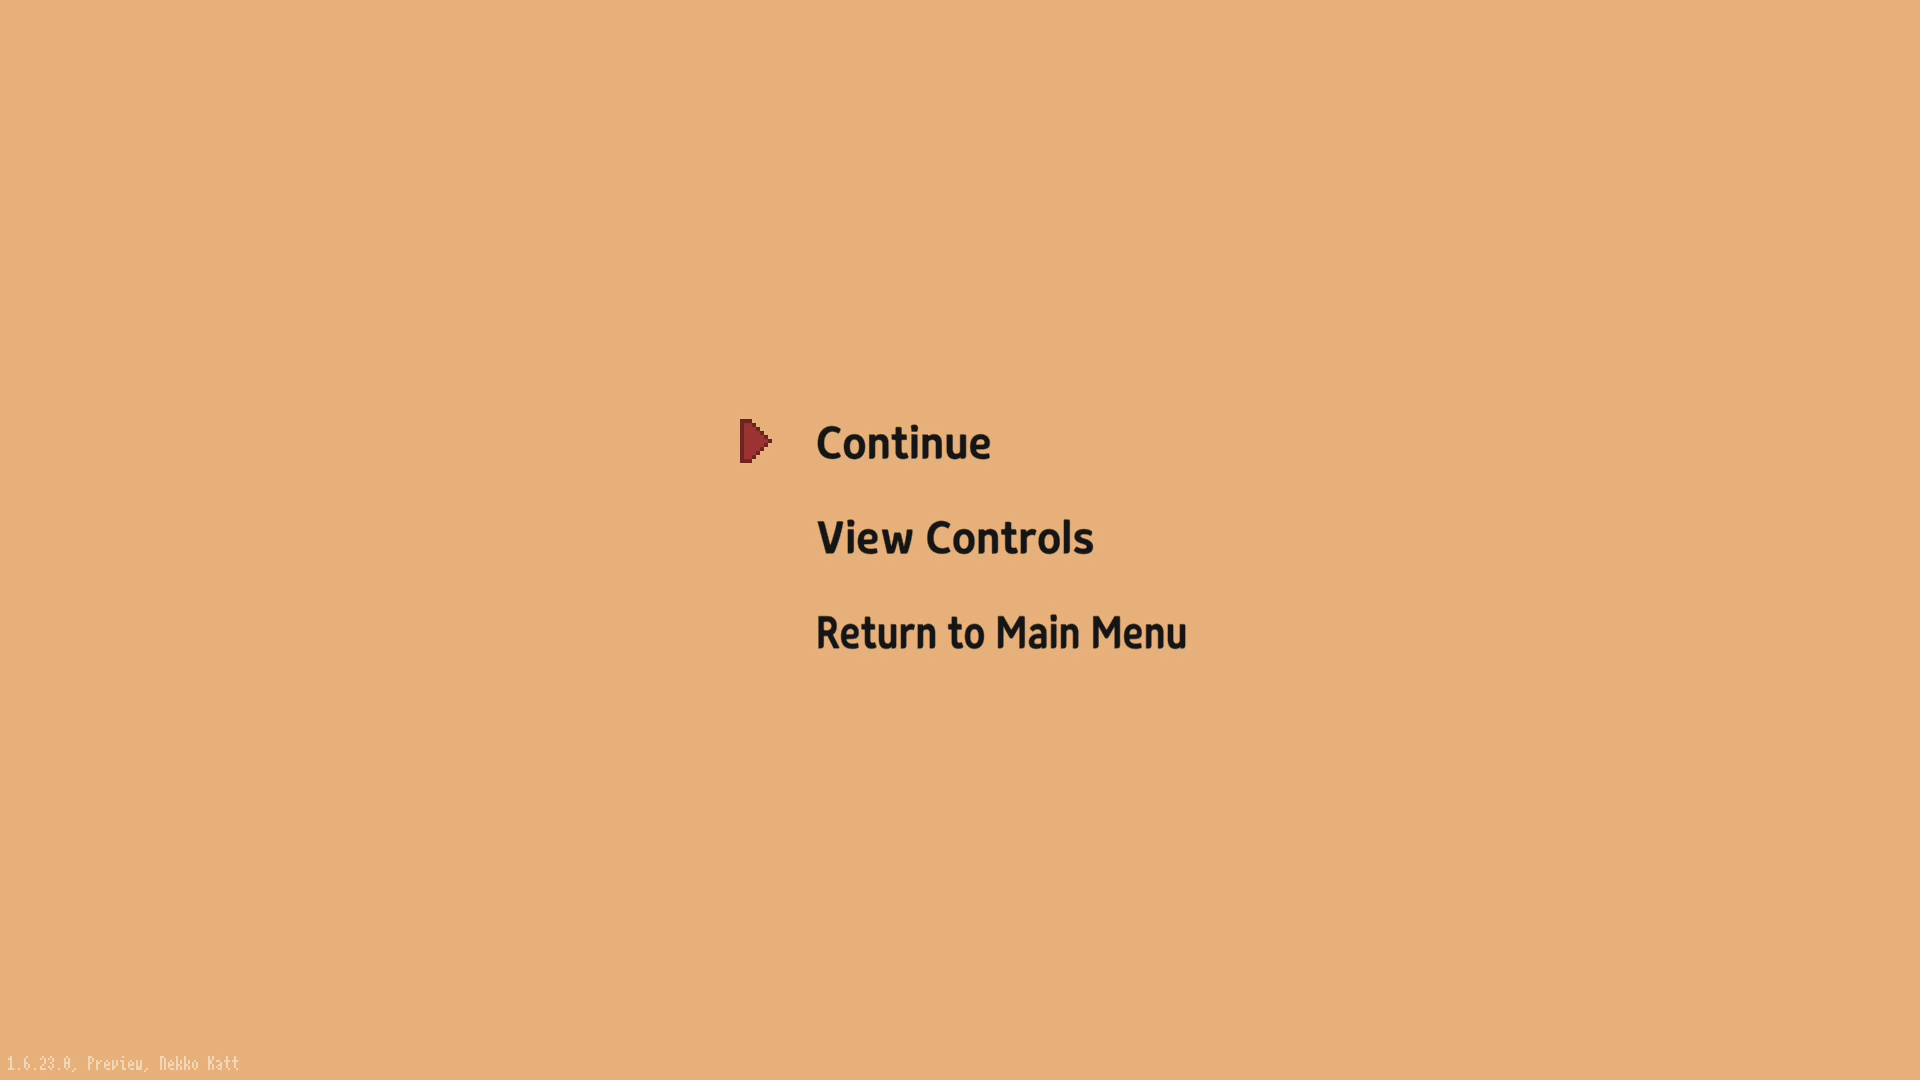 Continue
View Controls
Return to Main Menu
1.6.23.0, Preview, Nekko Katt